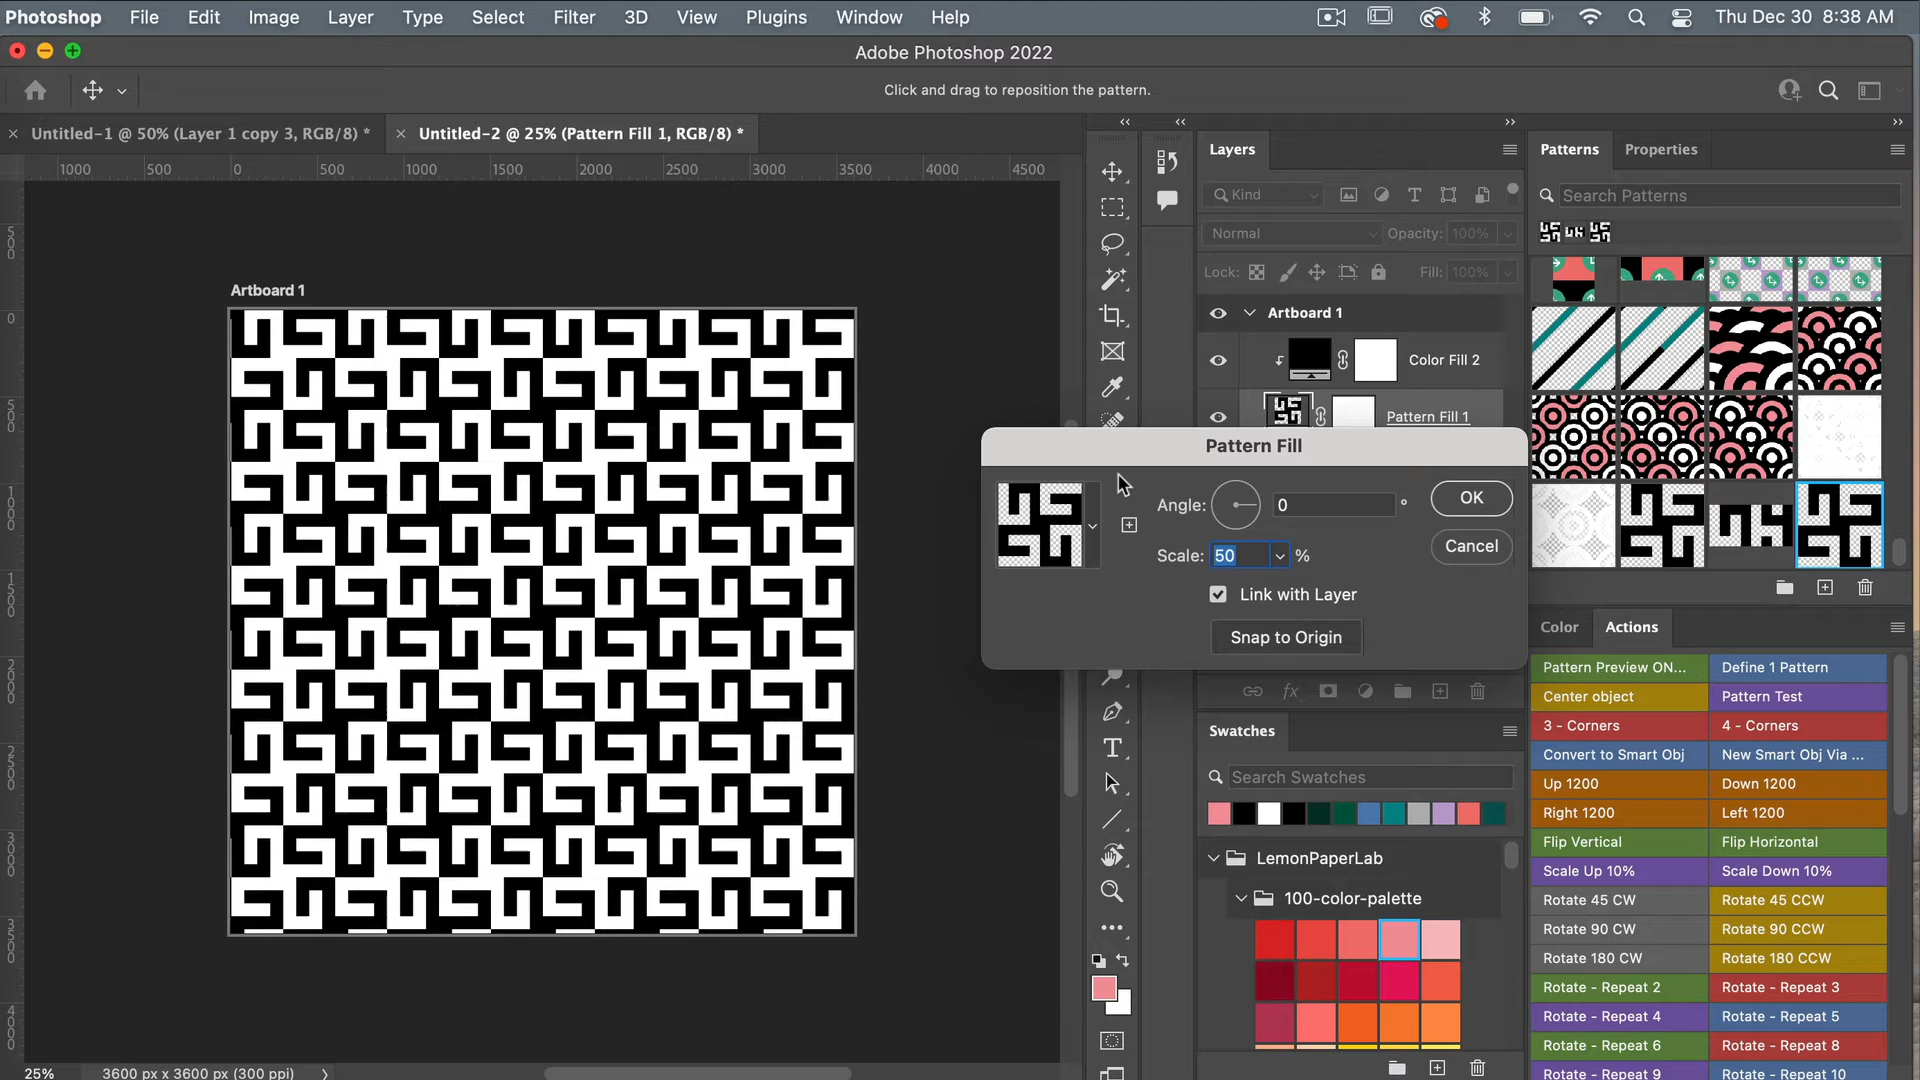 Photoshop File Edit Image Layer Type Select Filter 3D View Plugins Window Help Thu Dec 30 8:38 AM
Adobe Photoshop 2022
Click and drag to reposition the pattern.
Untitled-1 @ 50% (Layer 1 copy 3, RGB/8) *
Untitled-2 @ 25% (Pattern Fill 1, RGB/8) *
1000 500 0 500 1000 1500 2000 2500 3000 3500 4000 4500
500
0
500
1000
1500
2000
2500
3000
3500
4000
Artboard 1
25% 3600 px x 3600 px (300 ppi)
Layers
Kind
Normal Opacity: 100%
Lock: Fill: 100%
Artboard 1
Color Fill 2
Pattern Fill 1
Pattern Fill
Angle: 0 °
OK
Scale: 50 %
Cancel
Link with Layer
Snap to Origin
Swatches
Search Swatches
LemonPaperLab
100-color-palette
Patterns Properties
Search Patterns
Color Actions
Pattern Preview ON... Define 1 Pattern
Center object Pattern Test
3 - Corners 4 - Corners
Convert to Smart Obj New Smart Obj Via ...
Up 1200 Down 1200
Right 1200 Left 1200
Flip Vertical Flip Horizontal
Scale Up 10% Scale Down 10%
Rotate 45 CW Rotate 45 CCW
Rotate 90 CW Rotate 90 CCW
Rotate 180 CW Rotate 180 CCW
Rotate - Repeat 2 Rotate - Repeat 3
Rotate - Repeat 4 Rotate - Repeat 5
Rotate - Repeat 6 Rotate - Repeat 8
Rotate - Repeat 9 Rotate - Repeat 10